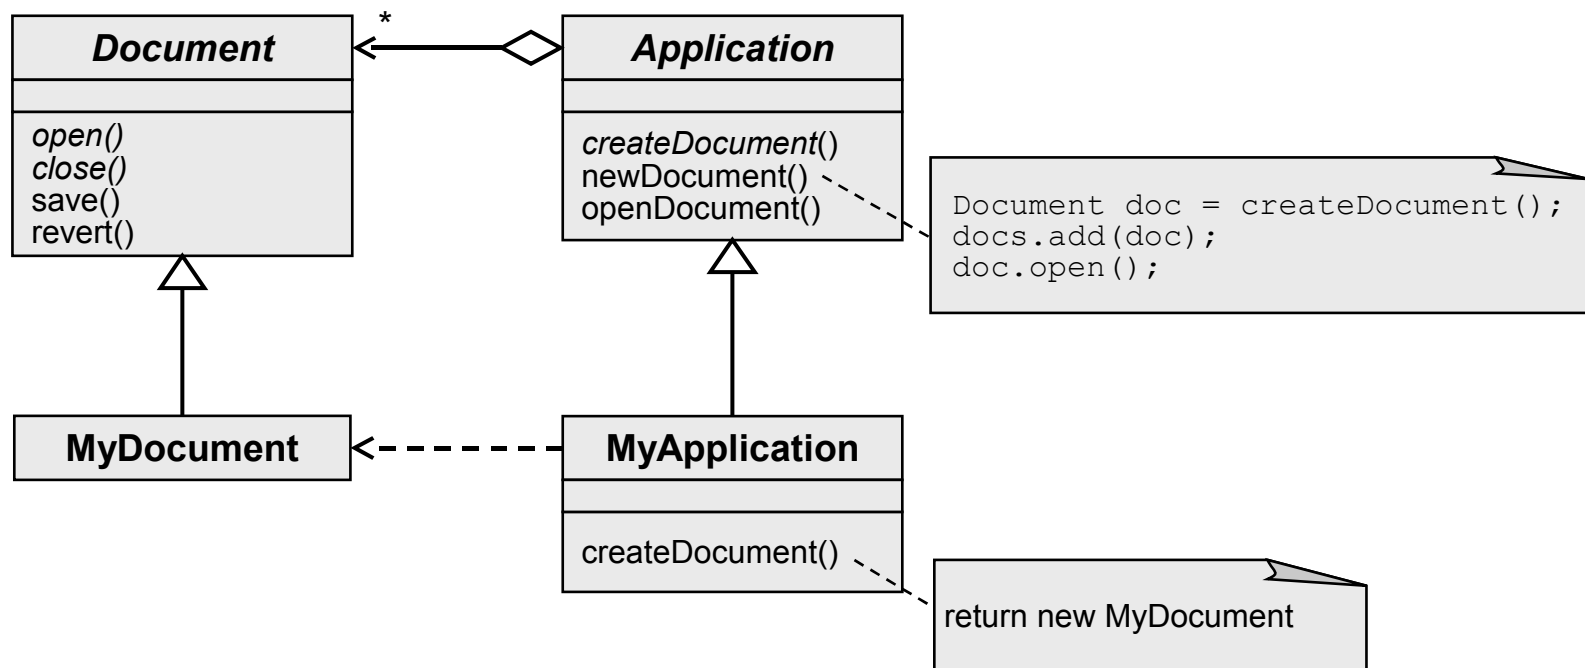 *
Document
open()
close()
save()
revert()
Application
createDocument()
newDocument()
openDocument()
Document doc = createDocument();
docs.add(doc);
doc.open();
MyDocument
MyApplication
createDocument()
return new MyDocument